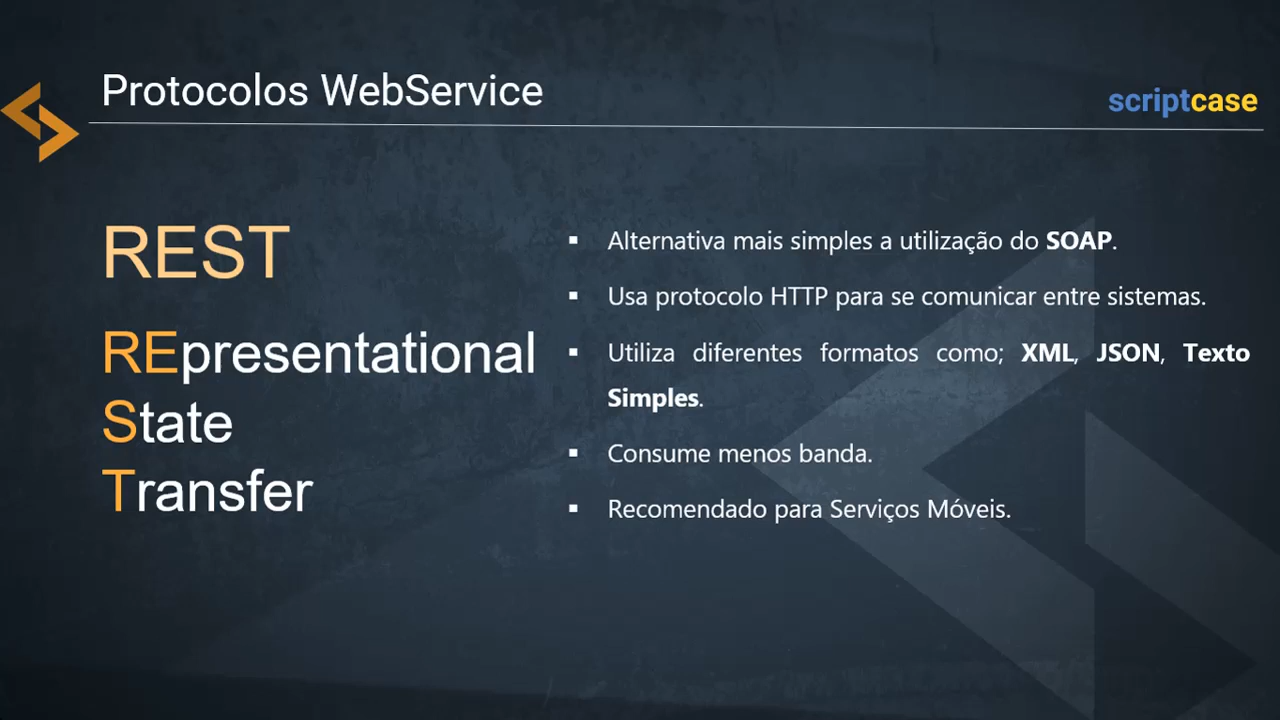 Protocolos WebService
scriptcase
REST
REpresentational
State
Transfer
▪ Alternativa mais simples a utilização do SOAP.
▪ Usa protocolo HTTP para se comunicar entre sistemas.
▪ Utiliza diferentes formatos como; XML, JSON, Texto
Simples.
▪ Consume menos banda.
▪ Recomendado para Serviços Móveis.